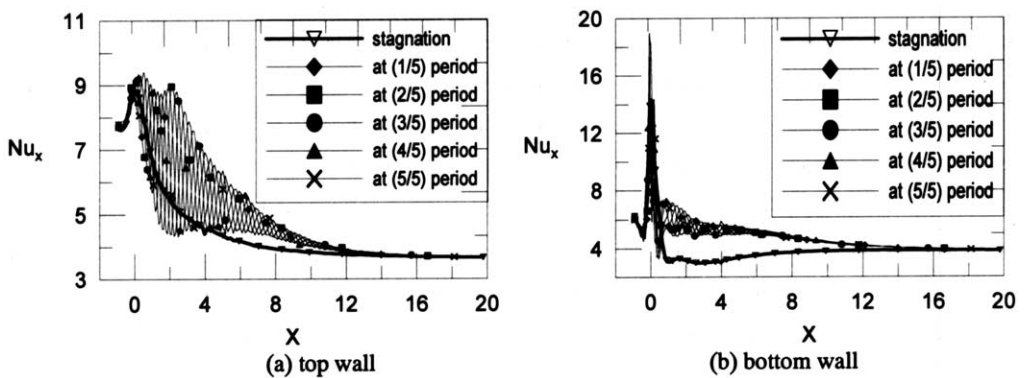 11
9
7
5
3
Nuₓ
stagnation
at (1/5) period
at (2/5) period
at (3/5) period
at (4/5) period
at (5/5) period
0 4 8 12 16 20
X
(a) top wall
20
16
12
8
4
2
Nuₓ
stagnation
at (1/5) period
at (2/5) period
at (3/5) period
at (4/5) period
at (5/5) period
0 4 8 12 16 20
X
(b) bottom wall